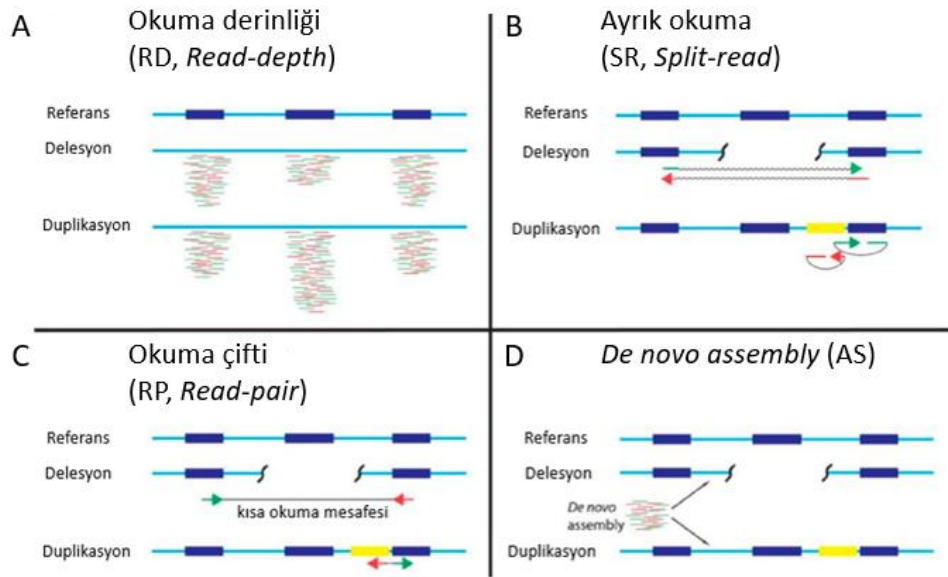 A
Okuma derinliği
(RD, Read-depth)
Referans
Delesyon
Duplikasyon
B
Ayrık okuma
(SR, Split-read)
Referans
Delesyon
Duplikasyon
C
Okuma çifti
(RP, Read-pair)
Referans
Delesyon
kısa okuma mesafesi
Duplikasyon
D
De novo assembly (AS)
Referans
Delesyon
De novo
assembly
Duplikasyon